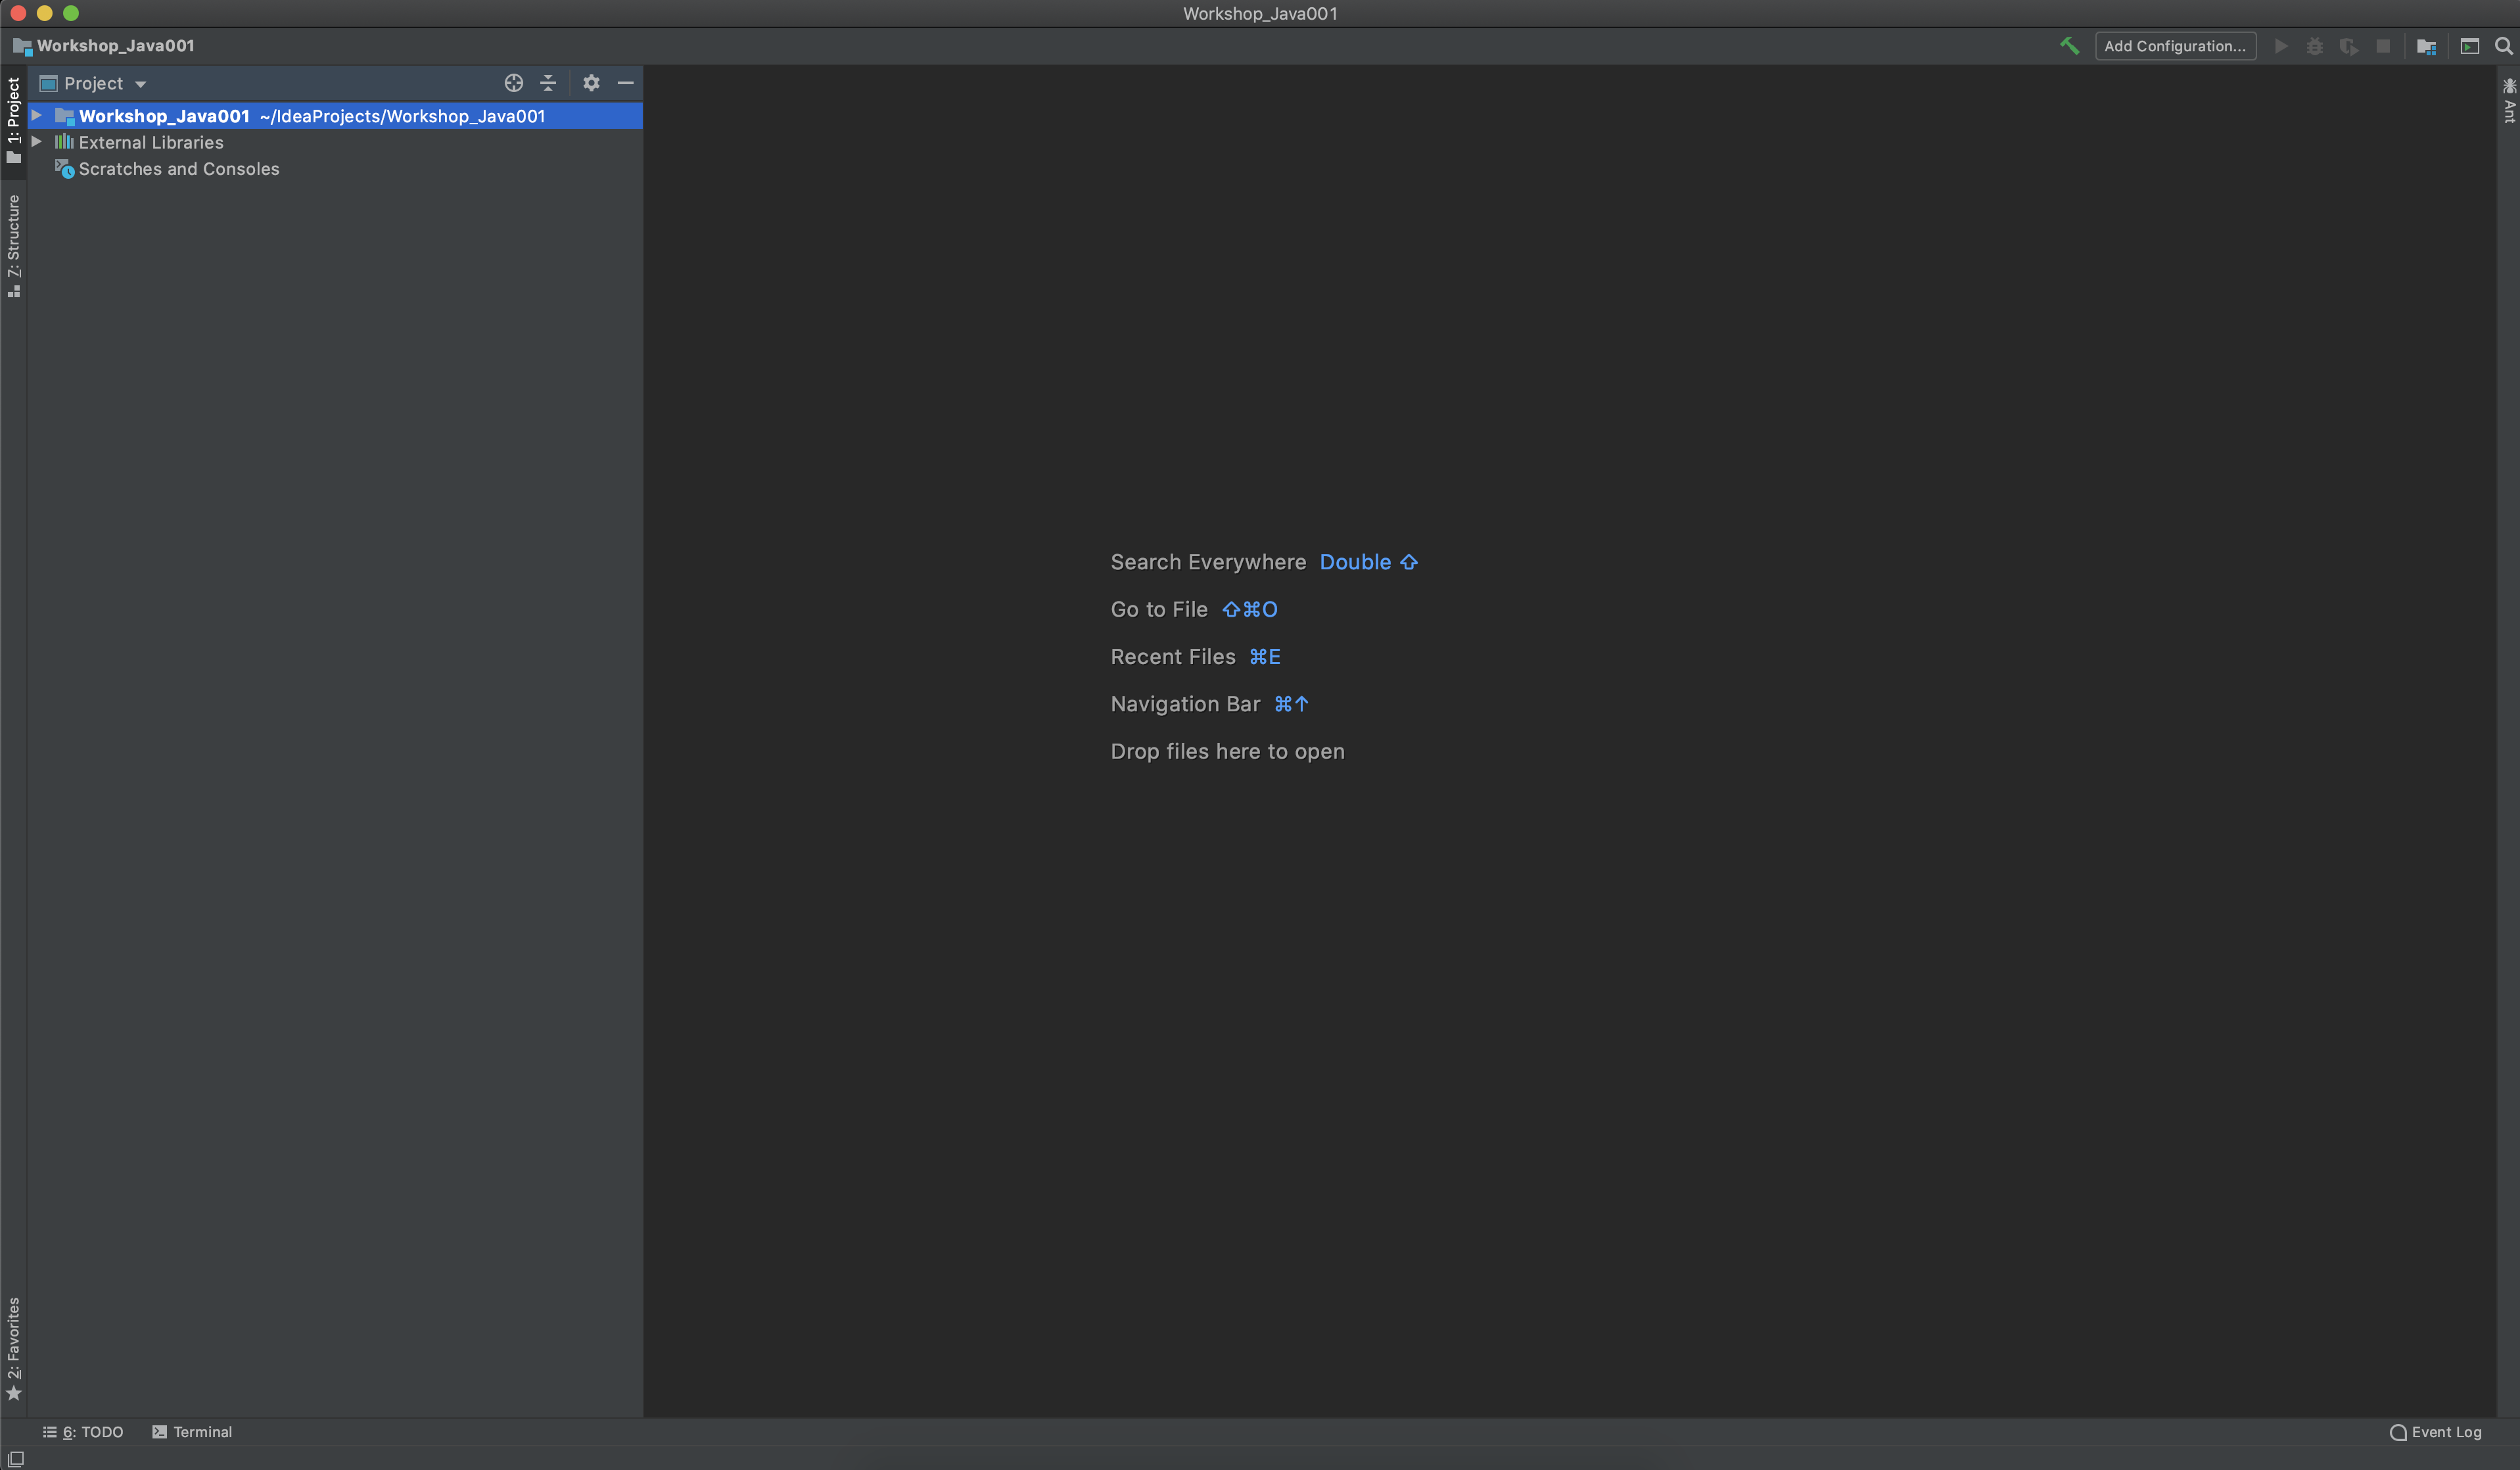 Workshop_Java001
Workshop_Java001
Add Configuration...
1: Project
Project
Workshop_Java001 ~/IdeaProjects/Workshop_Java001
External Libraries
Scratches and Consoles
Ant
7: Structure
Search Everywhere Double ⇧
Go to File ⇧⌘O
Recent Files ⌘E
Navigation Bar ⌘↑
Drop files here to open
2: Favorites
6: TODO
Terminal
Event Log